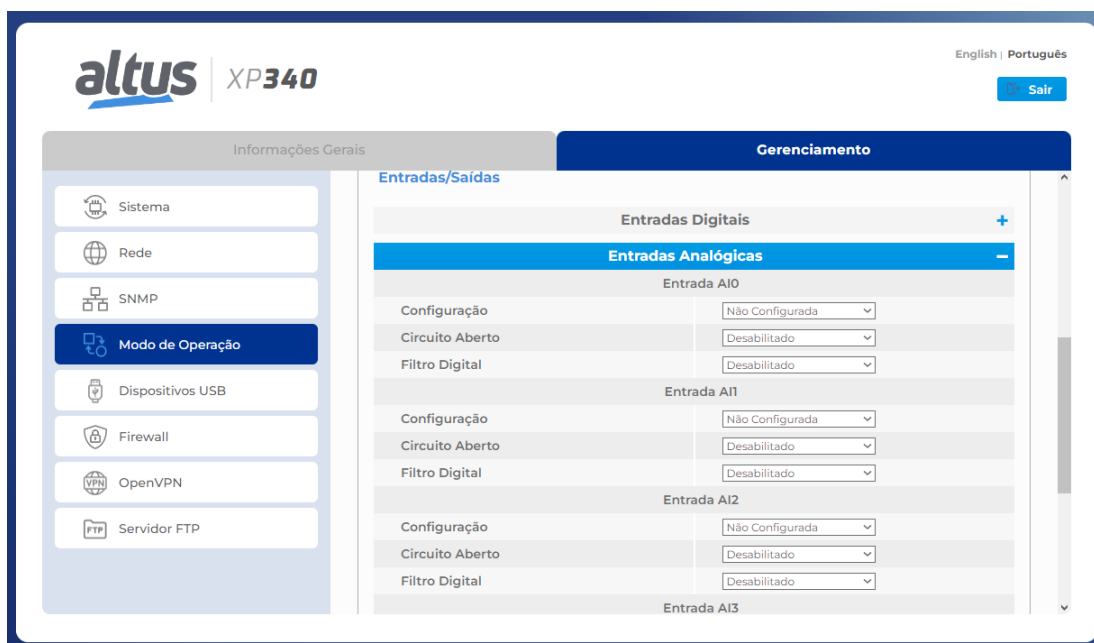 English | Português
altus XP340
Sair
Informações Gerais
Gerenciamento
Sistema
Rede
SNMP
Modo de Operação
Dispositivos USB
Firewall
VPN OpenVPN
FTP Servidor FTP
Entradas/Saídas
Entradas Digitais +
Entradas Analógicas −
Entrada AI0
Configuração Não Configurada
Circuito Aberto Desabilitado
Filtro Digital Desabilitado
Entrada AI1
Configuração Não Configurada
Circuito Aberto Desabilitado
Filtro Digital Desabilitado
Entrada AI2
Configuração Não Configurada
Circuito Aberto Desabilitado
Filtro Digital Desabilitado
Entrada AI3